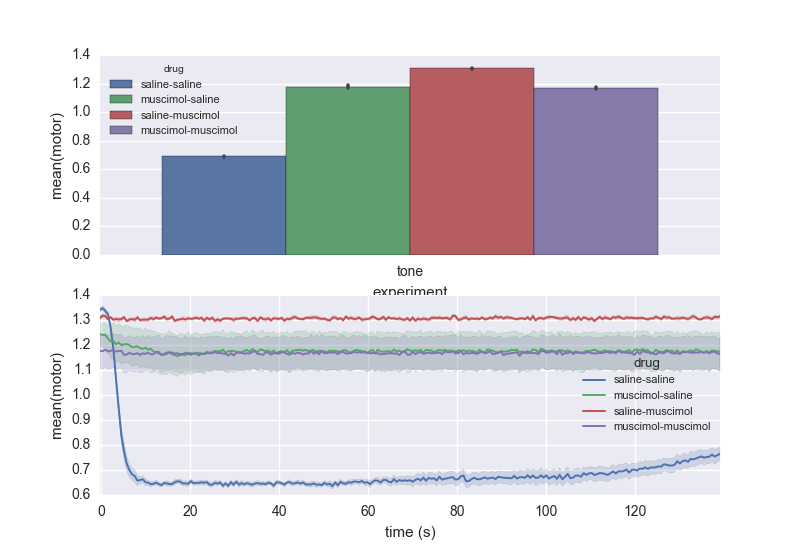 1.4
1.2
1.0
0.8
0.6
0.4
0.2
0.0
mean(motor)
drug
saline-saline
muscimol-saline
saline-muscimol
muscimol-muscimol
tone
experiment
1.4
1.3
1.2
1.1
1.0
0.9
0.8
0.7
0.6
mean(motor)
drug
saline-saline
muscimol-saline
saline-muscimol
muscimol-muscimol
0 20 40 60 80 100 120
time (s)